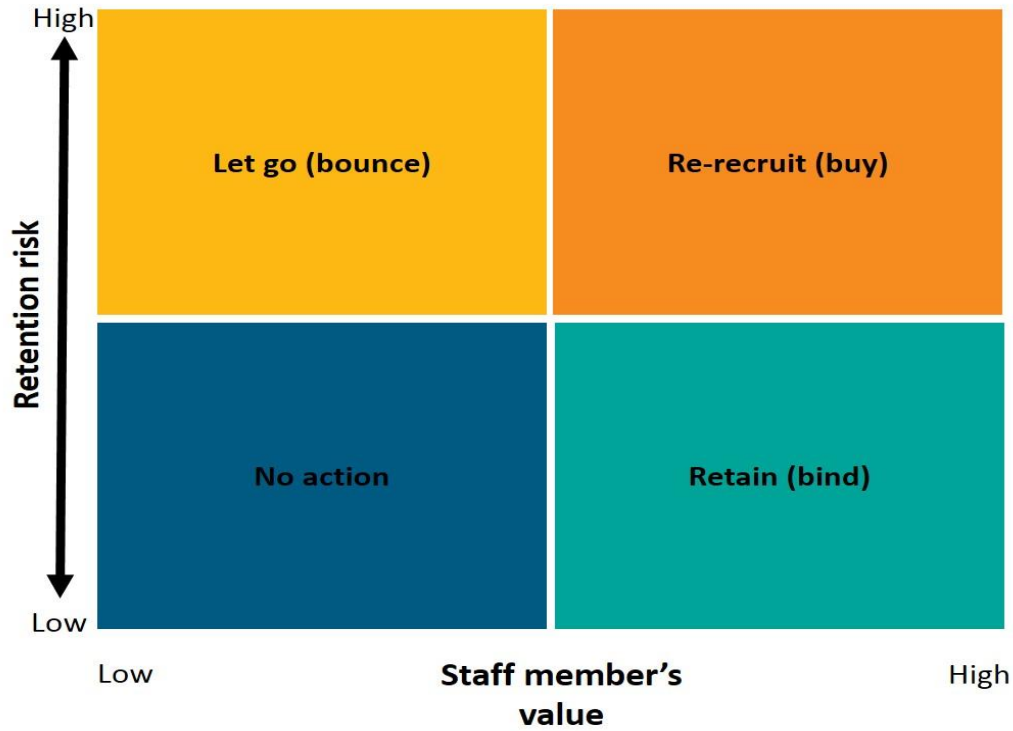 High
Let go (bounce)
Re-recruit (buy)
Retention risk
No action
Retain (bind)
Low
Low
Staff member’s
value
High